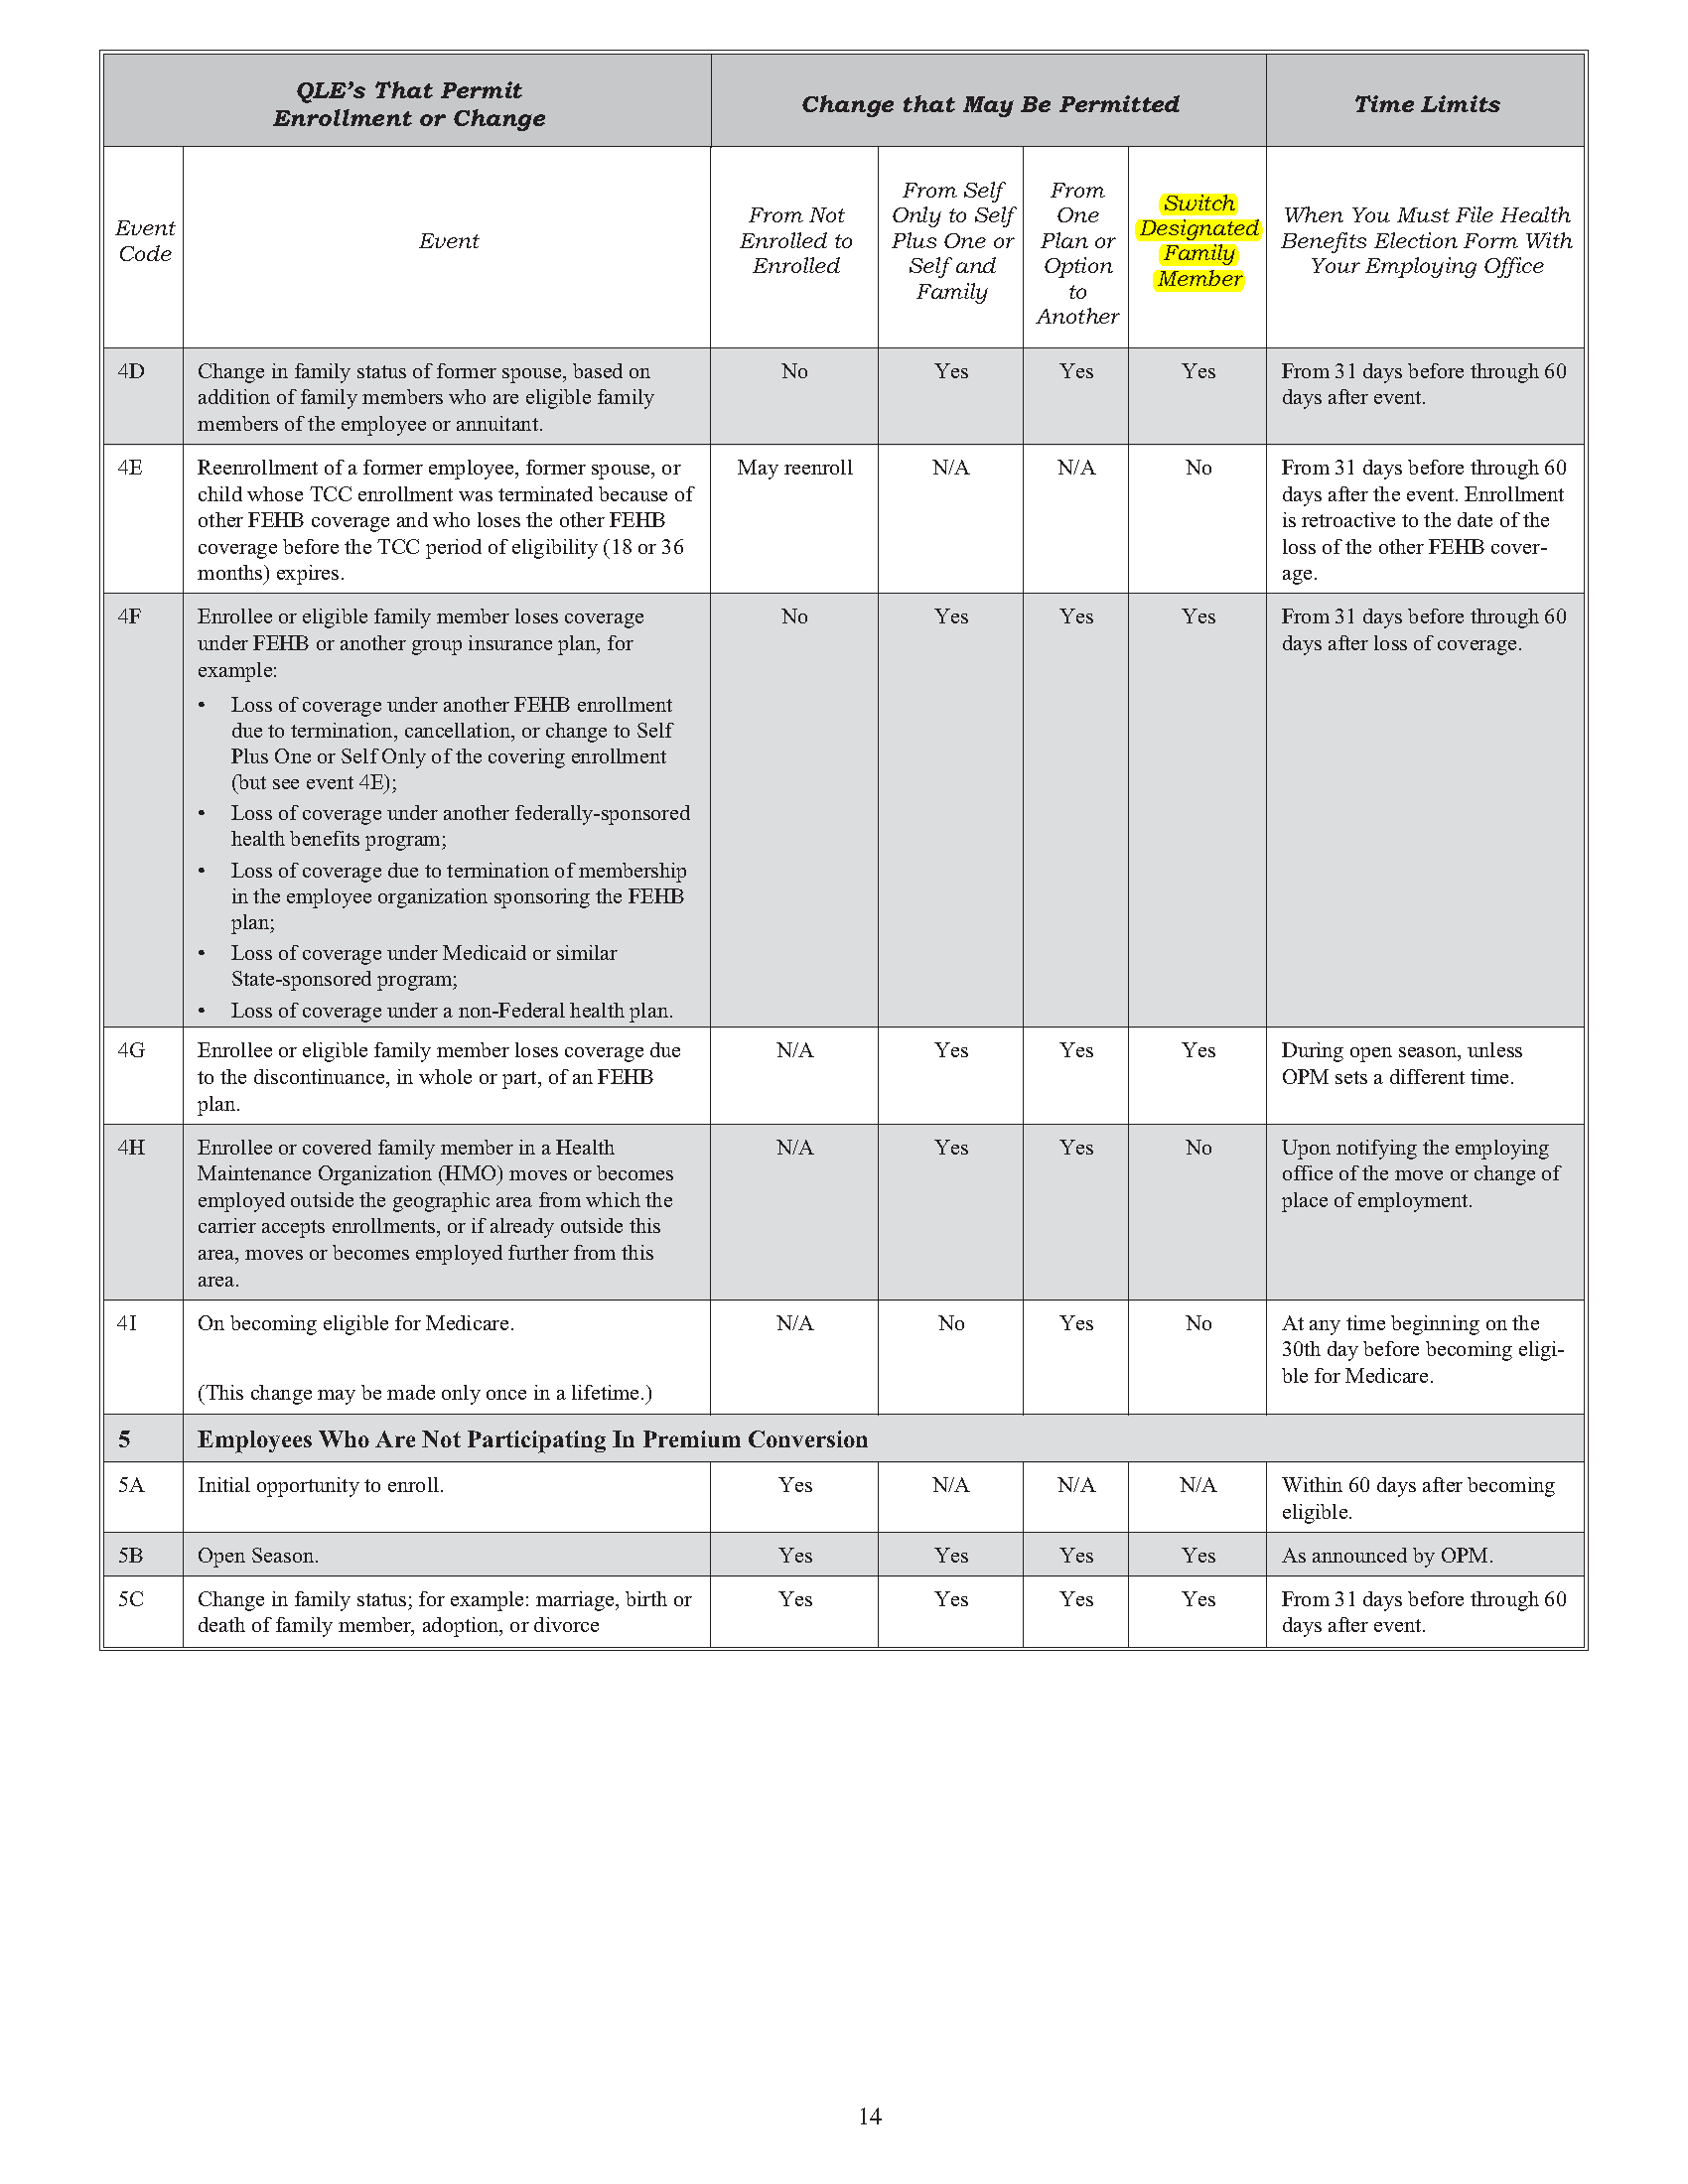 QLE’s That Permit
Enrollment or Change
Change that May Be Permitted
Time Limits
Event
Code
Event
From Not
Enrolled to
Enrolled
From Self
Only to Self
Plus One or
Self and
Family
From
One
Plan or
Option
to
Another
Switch
Designated
Family
Member
When You Must File Health
Benefits Election Form With
Your Employing Office
4D
Change in family status of former spouse, based on
addition of family members who are eligible family
members of the employee or annuitant.
No
Yes
Yes
Yes
From 31 days before through 60
days after event.
4E
Reenrollment of a former employee, former spouse, or
child whose TCC enrollment was terminated because of
other FEHB coverage and who loses the other FEHB
coverage before the TCC period of eligibility (18 or 36
months) expires.
May reenroll
N/A
N/A
No
From 31 days before through 60
days after the event. Enrollment
is retroactive to the date of the
loss of the other FEHB cover-
age.
4F
Enrollee or eligible family member loses coverage
under FEHB or another group insurance plan, for
example:
• Loss of coverage under another FEHB enrollment
due to termination, cancellation, or change to Self
Plus One or Self Only of the covering enrollment
(but see event 4E);
• Loss of coverage under another federally-sponsored
health benefits program;
• Loss of coverage due to termination of membership
in the employee organization sponsoring the FEHB
plan;
• Loss of coverage under Medicaid or similar
State-sponsored program;
• Loss of coverage under a non-Federal health plan.
No
Yes
Yes
Yes
From 31 days before through 60
days after loss of coverage.
4G
Enrollee or eligible family member loses coverage due
to the discontinuance, in whole or part, of an FEHB
plan.
N/A
Yes
Yes
Yes
During open season, unless
OPM sets a different time.
4H
Enrollee or covered family member in a Health
Maintenance Organization (HMO) moves or becomes
employed outside the geographic area from which the
carrier accepts enrollments, or if already outside this
area, moves or becomes employed further from this
area.
N/A
Yes
Yes
No
Upon notifying the employing
office of the move or change of
place of employment.
4I
On becoming eligible for Medicare.
(This change may be made only once in a lifetime.)
N/A
No
Yes
No
At any time beginning on the
30th day before becoming eligi-
ble for Medicare.
5
Employees Who Are Not Participating In Premium Conversion
5A
Initial opportunity to enroll.
Yes
N/A
N/A
N/A
Within 60 days after becoming
eligible.
5B
Open Season.
Yes
Yes
Yes
Yes
As announced by OPM.
5C
Change in family status; for example: marriage, birth or
death of family member, adoption, or divorce
Yes
Yes
Yes
Yes
From 31 days before through 60
days after event.
14